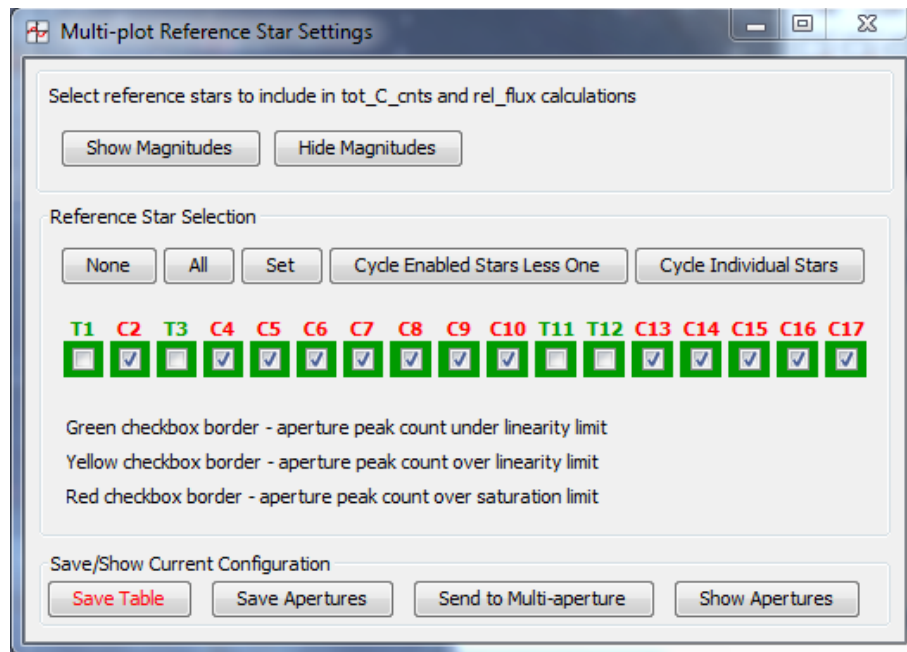 Multi-plot Reference Star Settings
Select reference stars to include in tot_C_cnts and rel_flux calculations
Show Magnitudes Hide Magnitudes
Reference Star Selection
None All Set Cycle Enabled Stars Less One Cycle Individual Stars
T1 C2 T3 C4 C5 C6 C7 C8 C9 C10 T11 T12 C13 C14 C15 C16 C17
Green checkbox border - aperture peak count under linearity limit
Yellow checkbox border - aperture peak count over linearity limit
Red checkbox border - aperture peak count over saturation limit
Save/Show Current Configuration
Save Table Save Apertures Send to Multi-aperture Show Apertures